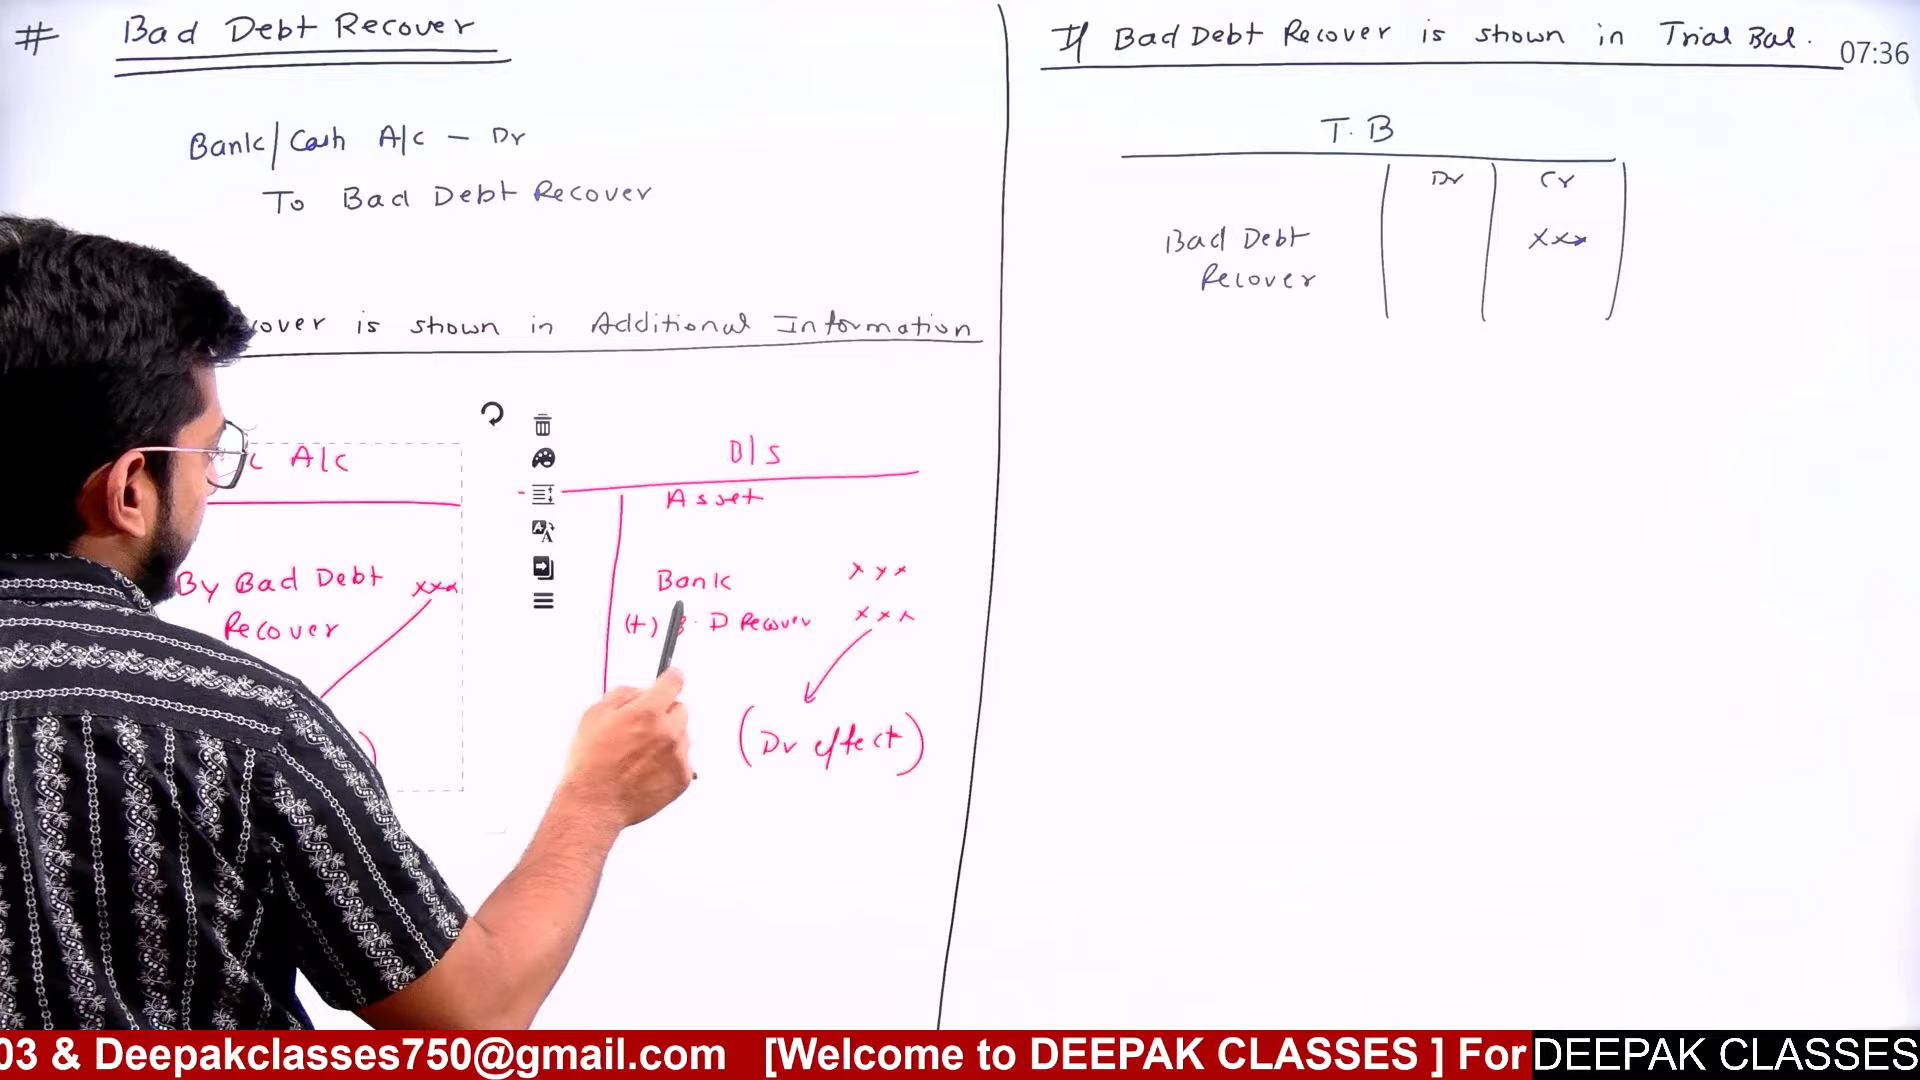 # Bad Debt Recover
Bank/Cash A/c — Dr
To Bad Debt Recover
cover is shown in Additional Information
A/c
By Bad Debt xxx
Recover
B/S
Asset
Bank xxx
(+) B. D Recover xxx
(Dr effect)
If Bad Debt Recover is shown in Trial Bal.
07:36
T.B
Dr Cr
Bad Debt xxx
Recover
03 & Deepakclasses750@gmail.com [Welcome to DEEPAK CLASSES ] For
DEEPAK CLASSES